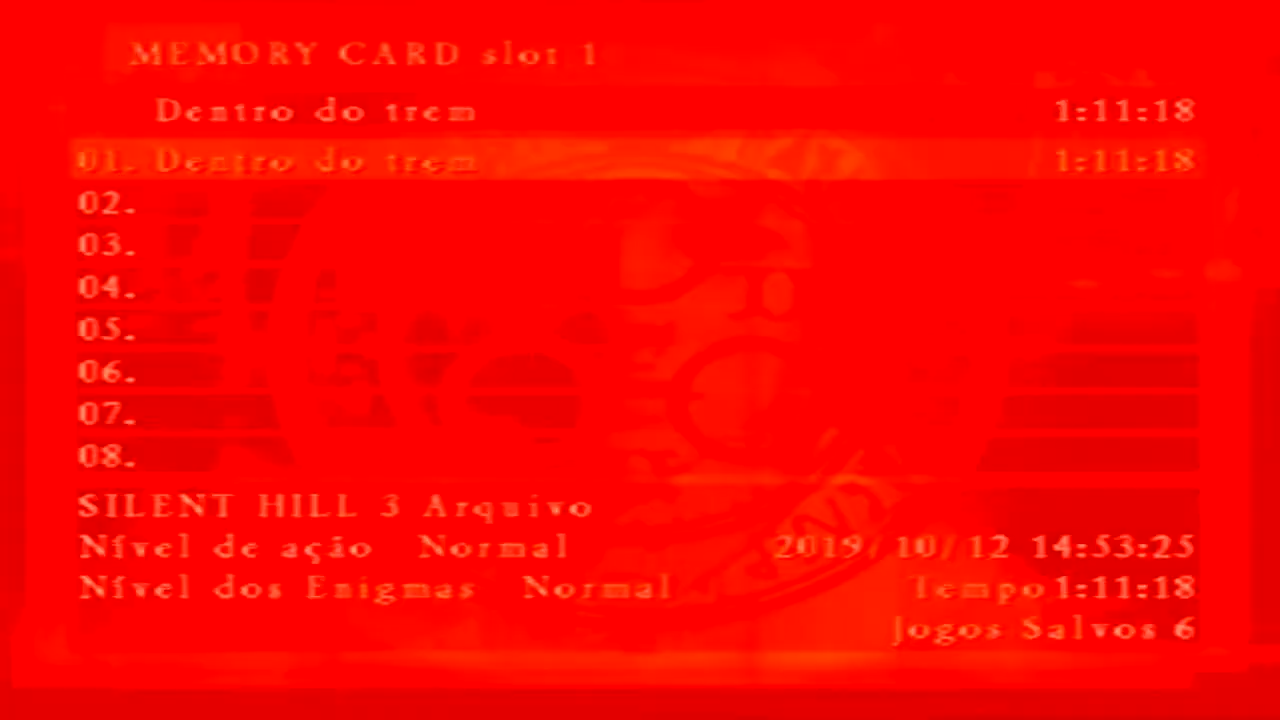 MEMORY CARD slot 1
Dentro do trem 1:11:18
01. Dentro do trem 1:11:18
02.
03.
04.
05.
06.
07.
08.
SILENT HILL 3 Arquivo
Nível de ação Normal 2019/10/12 14:53:25
Nível dos Enigmas Normal Tempo 1:11:18
Jogos Salvos 6